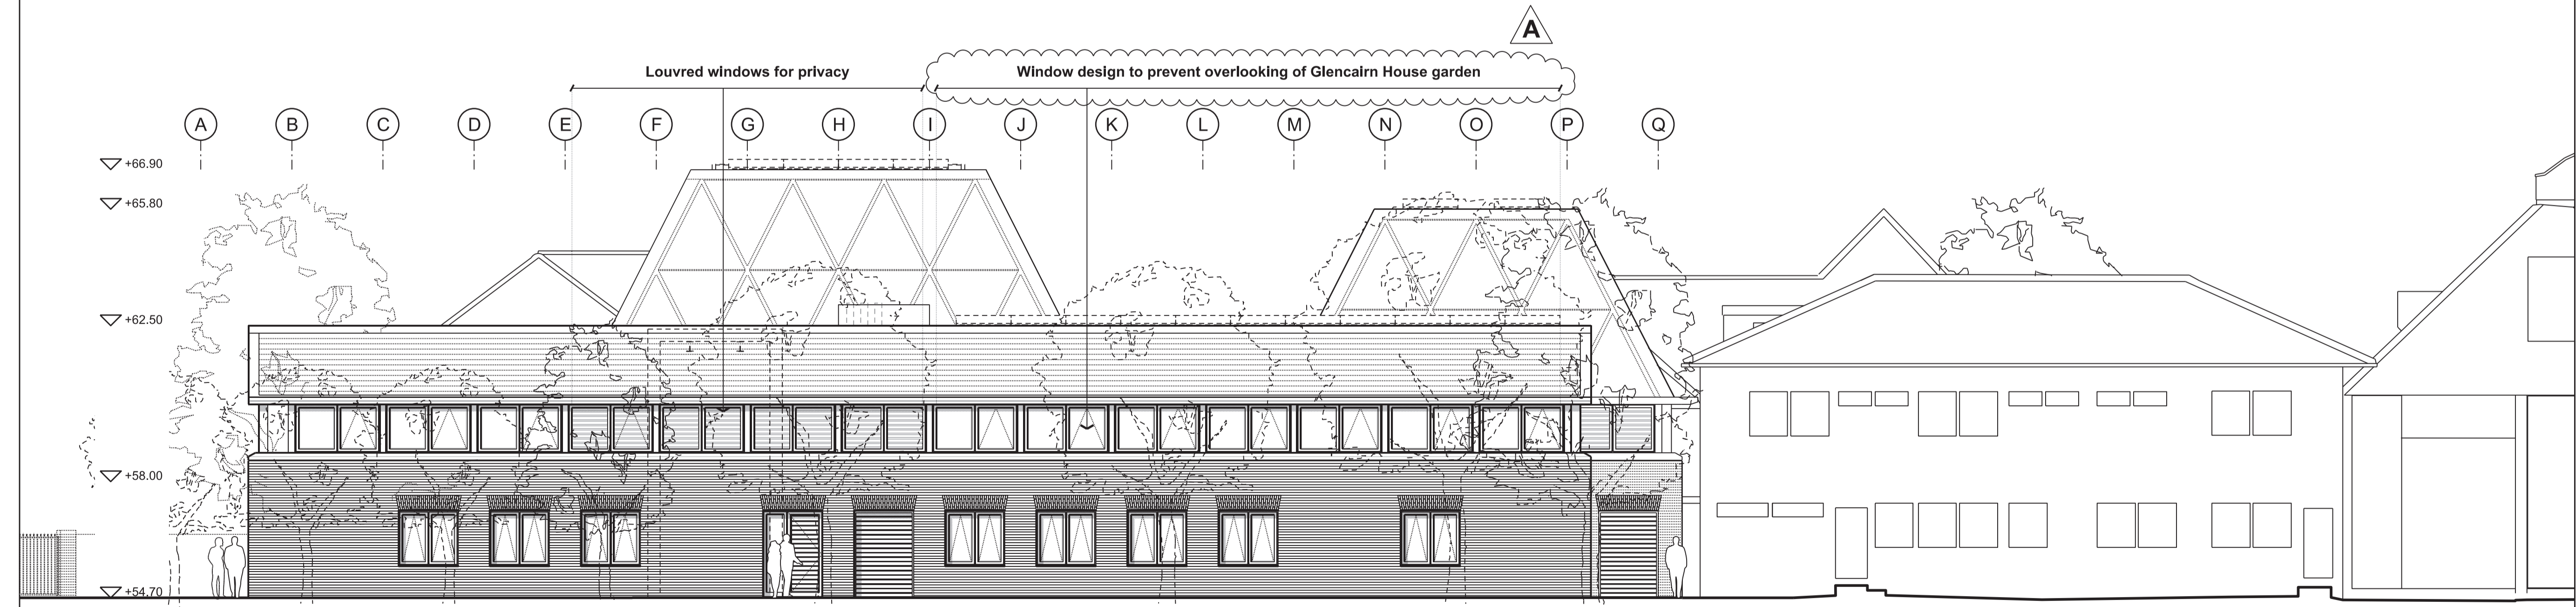 A
Louvred windows for privacy
Window design to prevent overlooking of Glencairn House garden
A B C D E F G H I J K L M N O P Q
+66.90
+65.80
+62.50
+58.00
+54.70